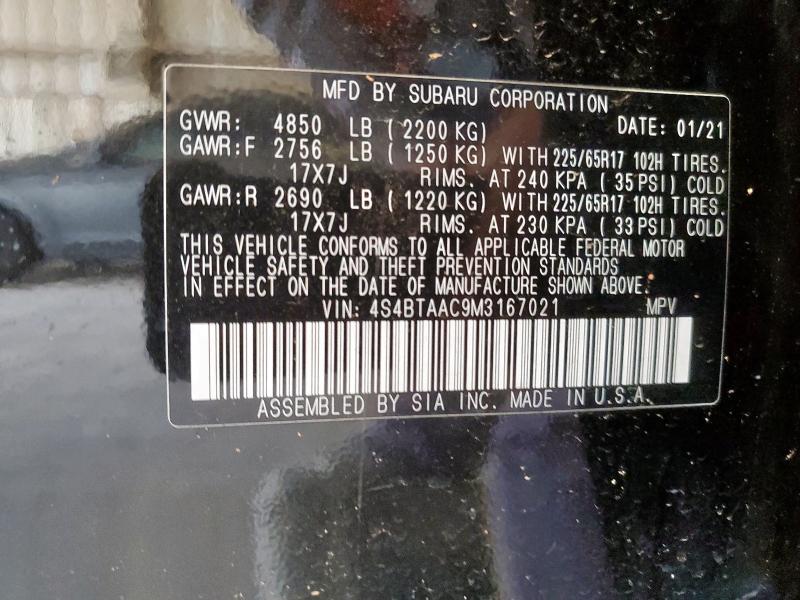 MFD BY SUBARU CORPORATION
GVWR: 4850 LB (2200 KG) DATE: 01/21
GAWR:F 2756 LB (1250 KG) WITH 225/65R17 102H TIRES.
17X7J RIMS. AT 240 KPA (35 PSI) COLD
GAWR:R 2690 LB (1220 KG) WITH 225/65R17 102H TIRES.
17X7J RIMS. AT 230 KPA (33 PSI) COLD
THIS VEHICLE CONFORMS TO ALL APPLICABLE FEDERAL MOTOR
VEHICLE SAFETY AND THEFT PREVENTION STANDARDS
IN EFFECT ON THE DATE OF MANUFACTURE SHOWN ABOVE.
VIN: 4S4BTAAC9M3167021 MPV
ASSEMBLED BY SIA INC. MADE IN U.S.A.